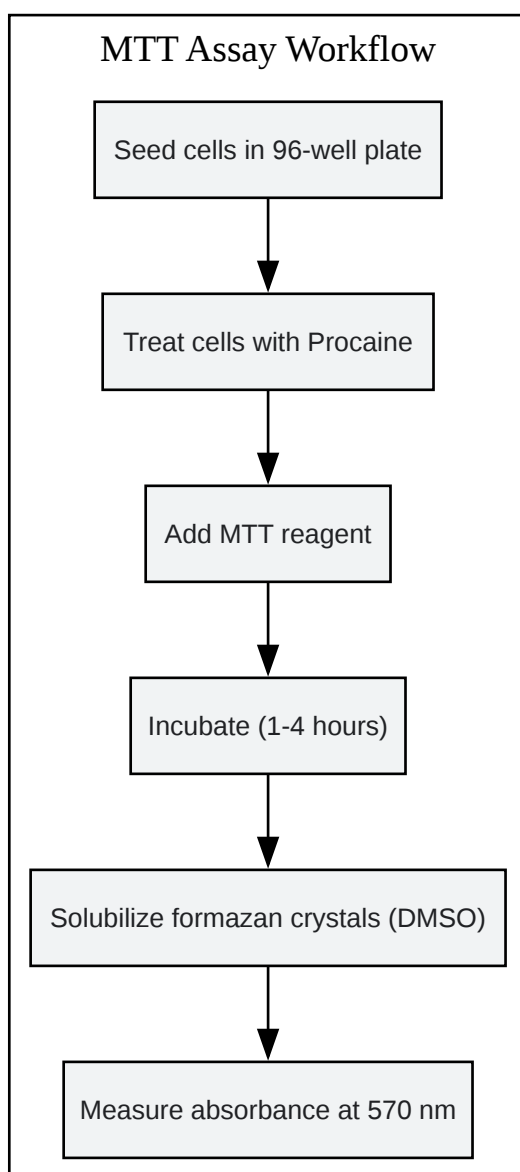 MTT Assay Workflow
Seed cells in 96-well plate
Treat cells with Procaine
Add MTT reagent
Incubate (1-4 hours)
Solubilize formazan crystals (DMSO)
Measure absorbance at 570 nm